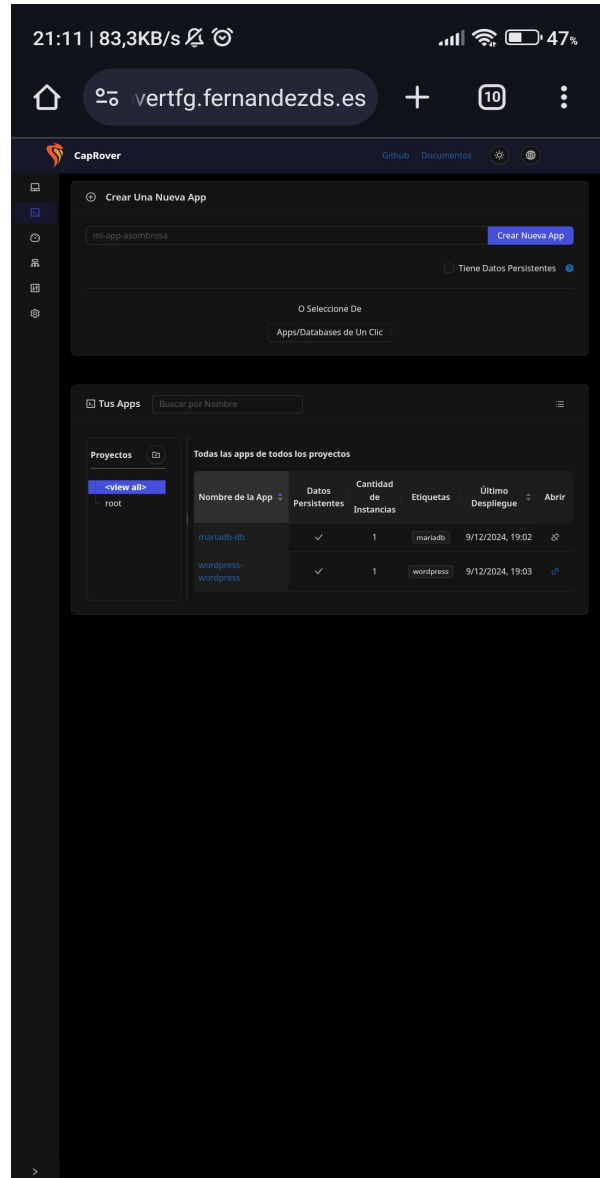 21:11 | 83,3KB/s
47%
vertfg.fernandezds.es
10
CapRover
Github Documentos
Crear Una Nueva App
mi-app-asombrosa
Crear Nueva App
Tiene Datos Persistentes
O Seleccione De
Apps/Databases de Un Clic
Tus Apps
Buscar por Nombre
Proyectos
<view all>
root
Todas las apps de todos los proyectos
Nombre de la App
Datos
Persistentes
Cantidad
de
Instancias
Etiquetas
Último
Despliegue
Abrir
mariadb-db
1
mariadb
9/12/2024, 19:02
wordpress-
wordpress
1
wordpress
9/12/2024, 19:03